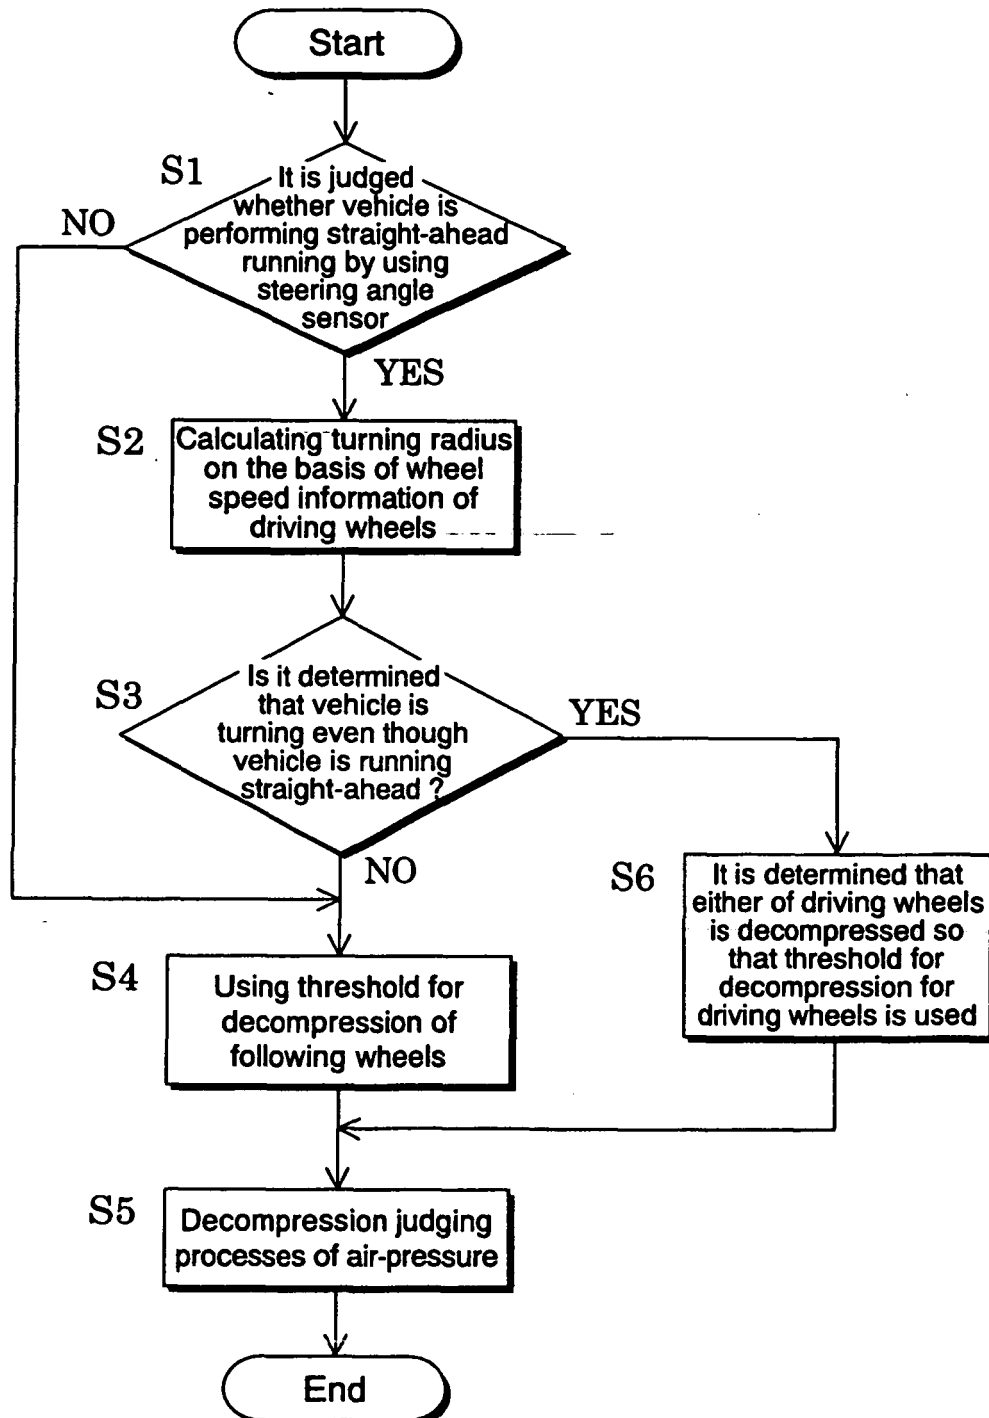 Start
S1
It is judged
whether vehicle is
performing straight-ahead
running by using
steering angle
sensor
NO
YES
S2
Calculating turning radius
on the basis of wheel
speed information of
driving wheels
S3
Is it determined
that vehicle is
turning even though
vehicle is running
straight-ahead ?
YES
NO
S6
It is determined that
either of driving wheels
is decompressed so
that threshold for
decompression for
driving wheels is used
S4
Using threshold for
decompression of
following wheels
S5
Decompression judging
processes of air-pressure
End